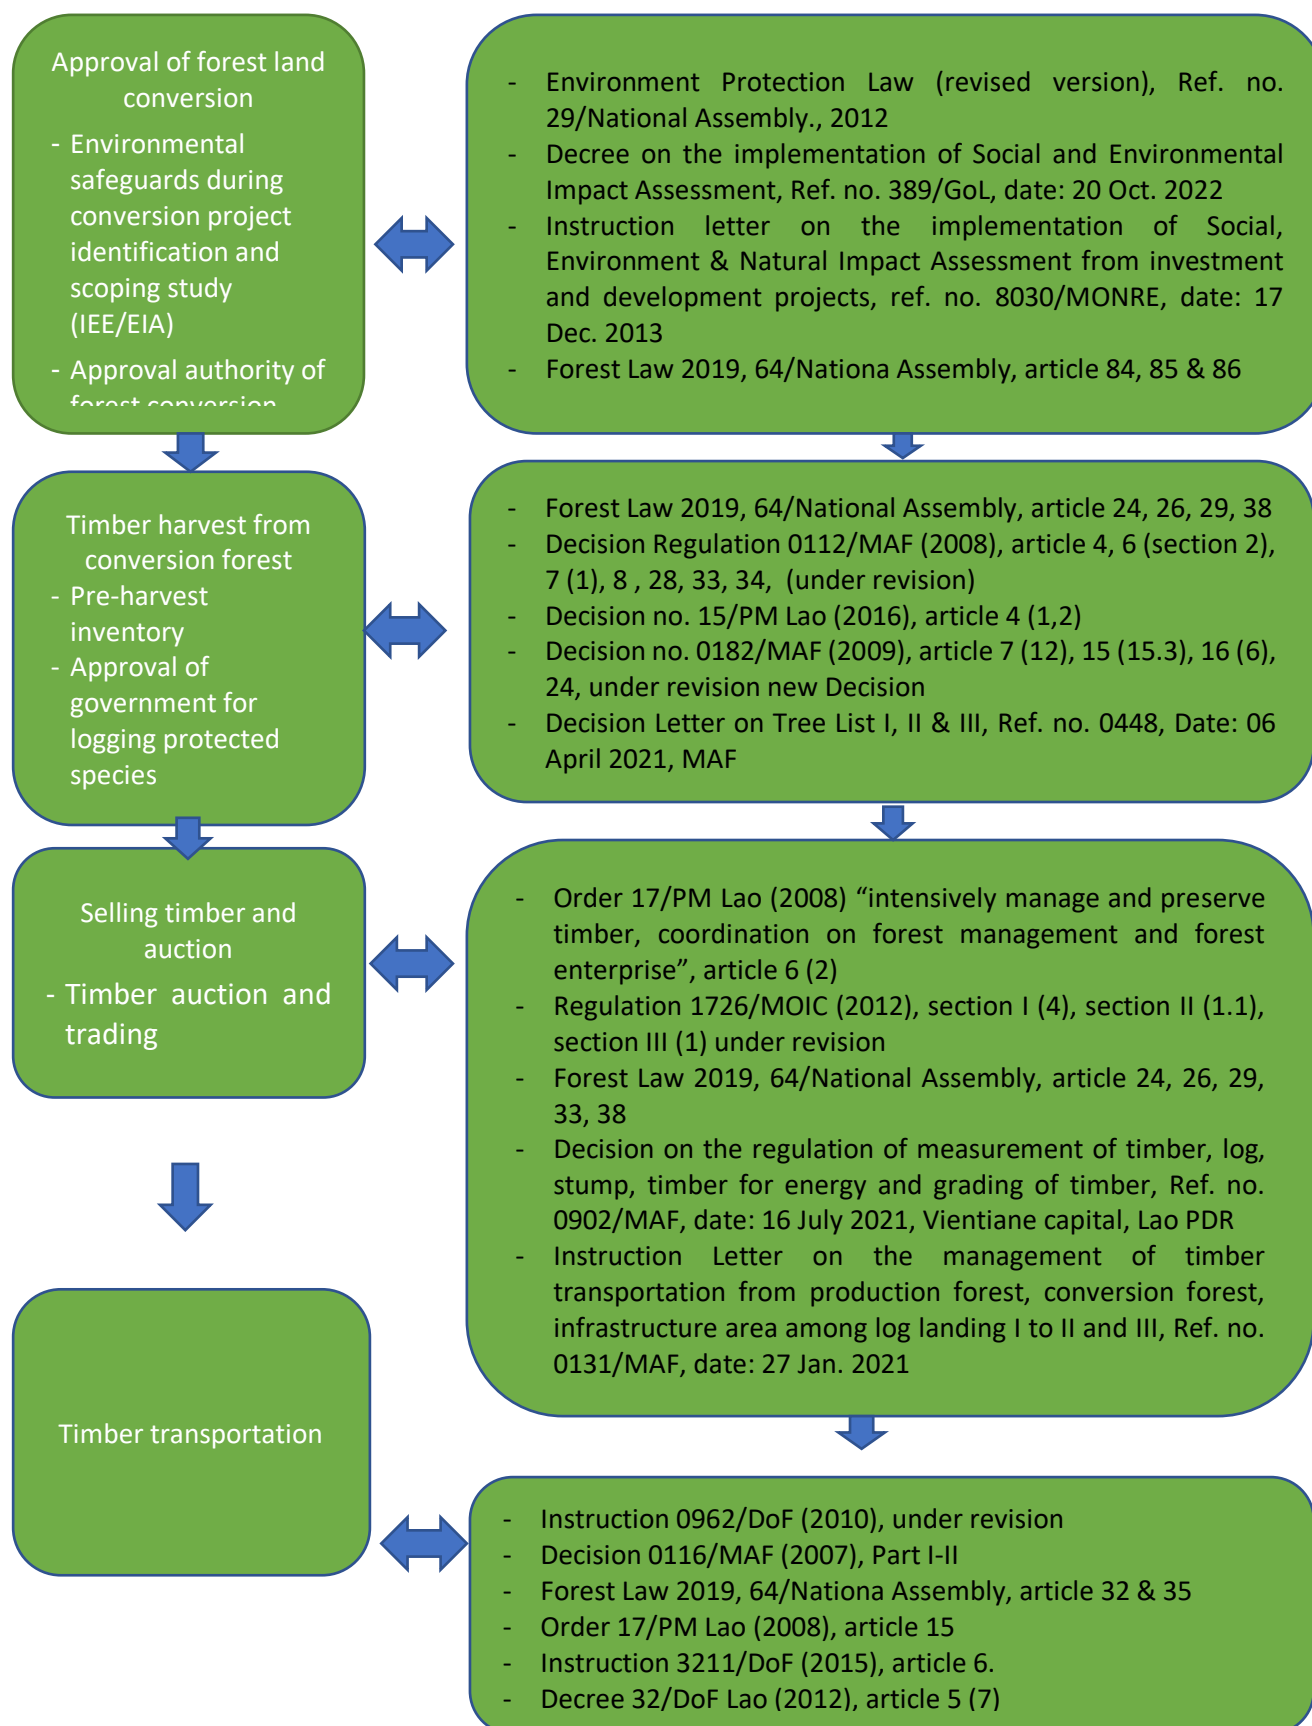 Approval of forest land
conversion
- Environmental
safeguards during
conversion project
identification and
scoping study
(IEE/EIA)
- Approval authority of
forest conversion
- Environment Protection Law (revised version), Ref. no.
29/National Assembly., 2012
- Decree on the implementation of Social and Environmental
Impact Assessment, Ref. no. 389/GoL, date: 20 Oct. 2022
- Instruction letter on the implementation of Social,
Environment & Natural Impact Assessment from investment
and development projects, ref. no. 8030/MONRE, date: 17
Dec. 2013
- Forest Law 2019, 64/Nationa Assembly, article 84, 85 & 86
Timber harvest from
conversion forest
- Pre-harvest
inventory
- Approval of
government for
logging protected
species
- Forest Law 2019, 64/National Assembly, article 24, 26, 29, 38
- Decision Regulation 0112/MAF (2008), article 4, 6 (section 2),
7 (1), 8 , 28, 33, 34, (under revision)
- Decision no. 15/PM Lao (2016), article 4 (1,2)
- Decision no. 0182/MAF (2009), article 7 (12), 15 (15.3), 16 (6),
24, under revision new Decision
- Decision Letter on Tree List I, II & III, Ref. no. 0448, Date: 06
April 2021, MAF
Selling timber and
auction
- Timber auction and
trading
- Order 17/PM Lao (2008) “intensively manage and preserve
timber, coordination on forest management and forest
enterprise”, article 6 (2)
- Regulation 1726/MOIC (2012), section I (4), section II (1.1),
section III (1) under revision
- Forest Law 2019, 64/National Assembly, article 24, 26, 29,
33, 38
- Decision on the regulation of measurement of timber, log,
stump, timber for energy and grading of timber, Ref. no.
0902/MAF, date: 16 July 2021, Vientiane capital, Lao PDR
- Instruction Letter on the management of timber
transportation from production forest, conversion forest,
infrastructure area among log landing I to II and III, Ref. no.
0131/MAF, date: 27 Jan. 2021
Timber transportation
- Instruction 0962/DoF (2010), under revision
- Decision 0116/MAF (2007), Part I-II
- Forest Law 2019, 64/Nationa Assembly, article 32 & 35
- Order 17/PM Lao (2008), article 15
- Instruction 3211/DoF (2015), article 6.
- Decree 32/DoF Lao (2012), article 5 (7)